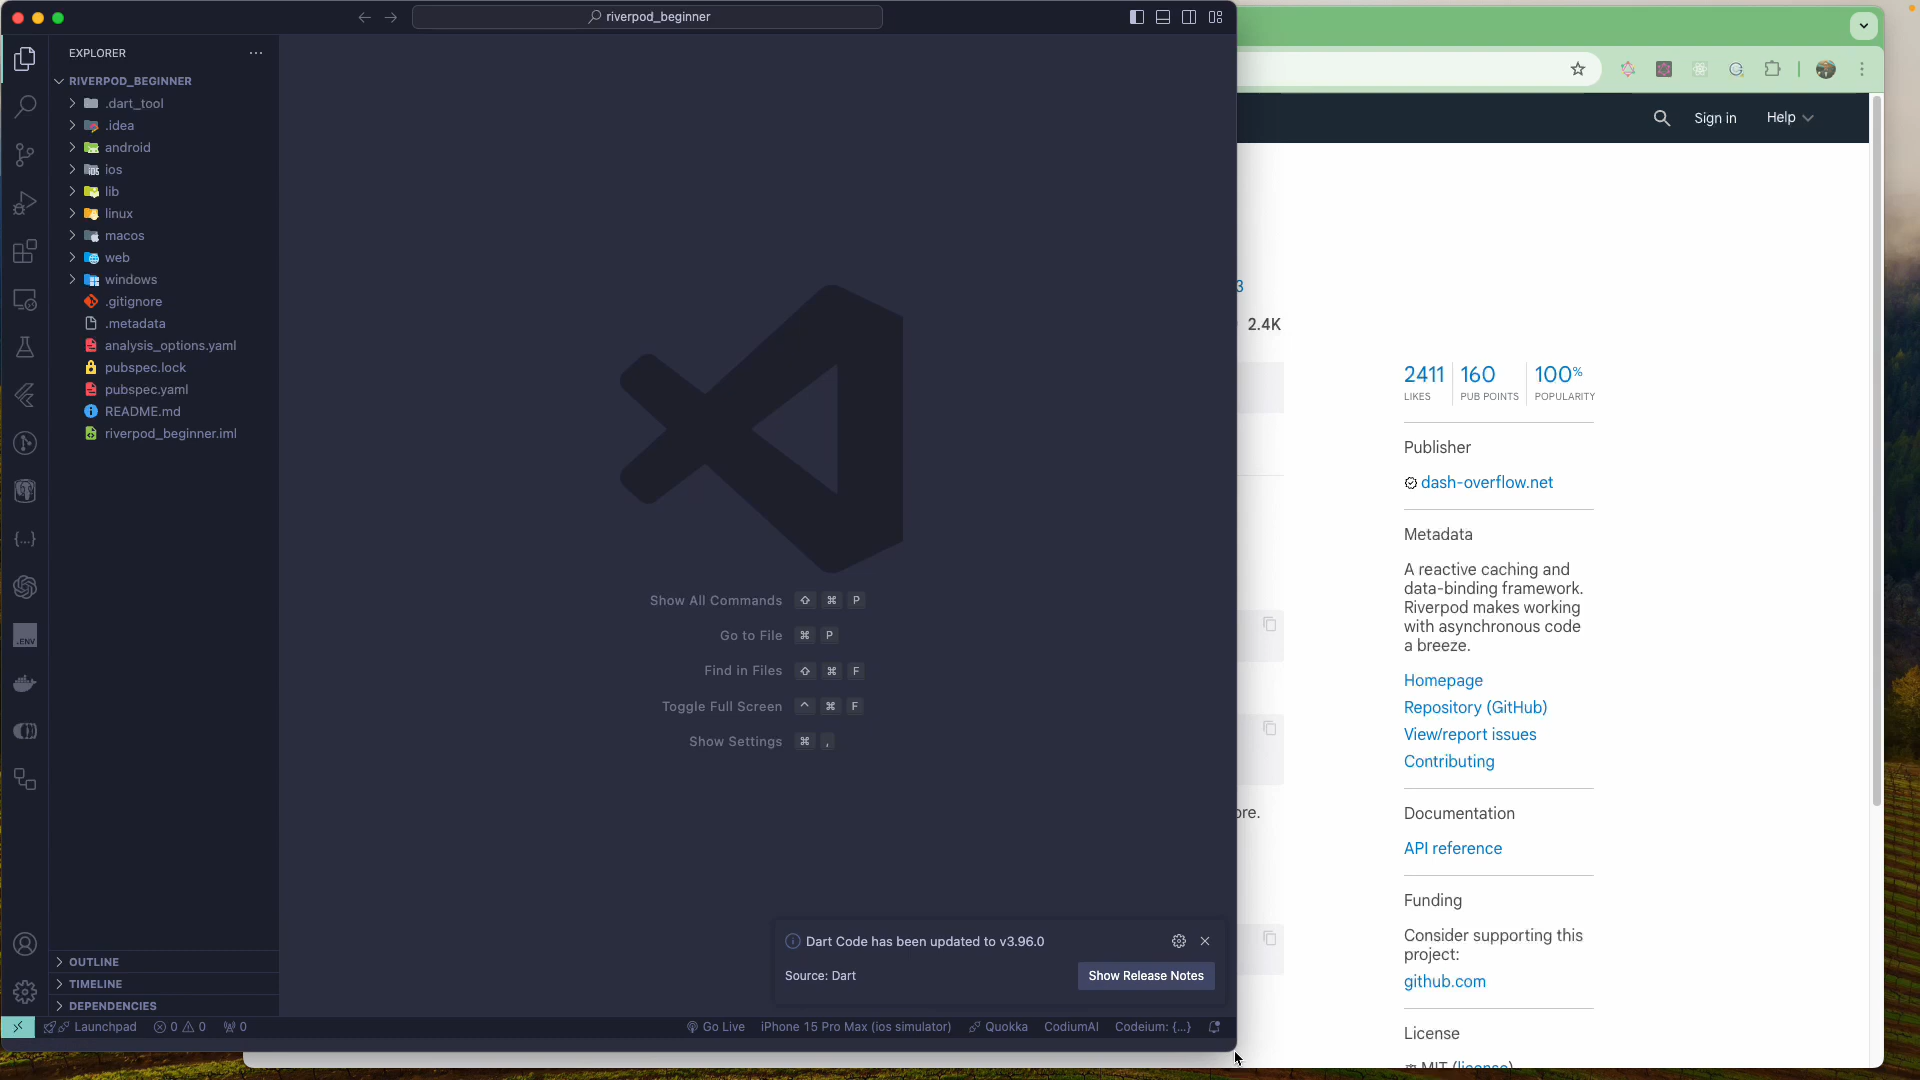 riverpod_beginner
EXPLORER
RIVERPOD_BEGINNER
.dart_tool
.idea
android
ios
lib
linux
macos
web
windows
.gitignore
.metadata
analysis_options.yaml
pubspec.lock
pubspec.yaml
README.md
riverpod_beginner.iml
OUTLINE
TIMELINE
DEPENDENCIES
Show All Commands ⇧ ⌘ P
Go to File ⌘ P
Find in Files ⇧ ⌘ F
Toggle Full Screen ^ ⌘ F
Show Settings ⌘ ,
Dart Code has been updated to v3.96.0
Source: Dart
Show Release Notes
Launchpad 0 0 0
Go Live iPhone 15 Pro Max (ios simulator) Quokka CodiumAI Codeium: {...}
.ENV
Sign in Help
3
2.4K
ore.
2411 160 100%
LIKES PUB POINTS POPULARITY
Publisher
dash-overflow.net
Metadata
A reactive caching and
data-binding framework.
Riverpod makes working
with asynchronous code
a breeze.
Homepage
Repository (GitHub)
View/report issues
Contributing
Documentation
API reference
Funding
Consider supporting this
project:
github.com
License
MIT (license)